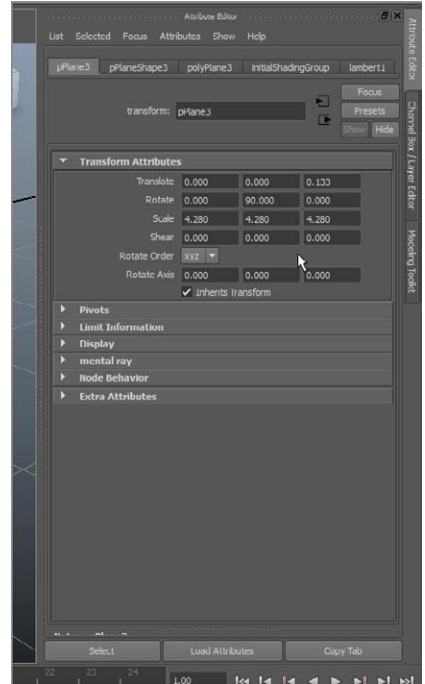 Attribute Editor
List Selected Focus Attributes Show Help
pPlane3 pPlaneShape3 polyPlane3 initialShadingGroup lambert1
Focus
transform: pPlane3
Presets
Show Hide
Transform Attributes
Translate 0.000 0.000 0.133
Rotate 0.000 90.000 0.000
Scale 4.280 4.280 4.280
Shear 0.000 0.000 0.000
Rotate Order xyz
Rotate Axis 0.000 0.000 0.000
Inherits Transform
Pivots
Limit Information
Display
mental ray
Node Behavior
Extra Attributes
Select Load Attributes Copy Tab
22 23 24 1.00
Attribute Editor
Channel Box / Layer Editor
Modeling Toolkit